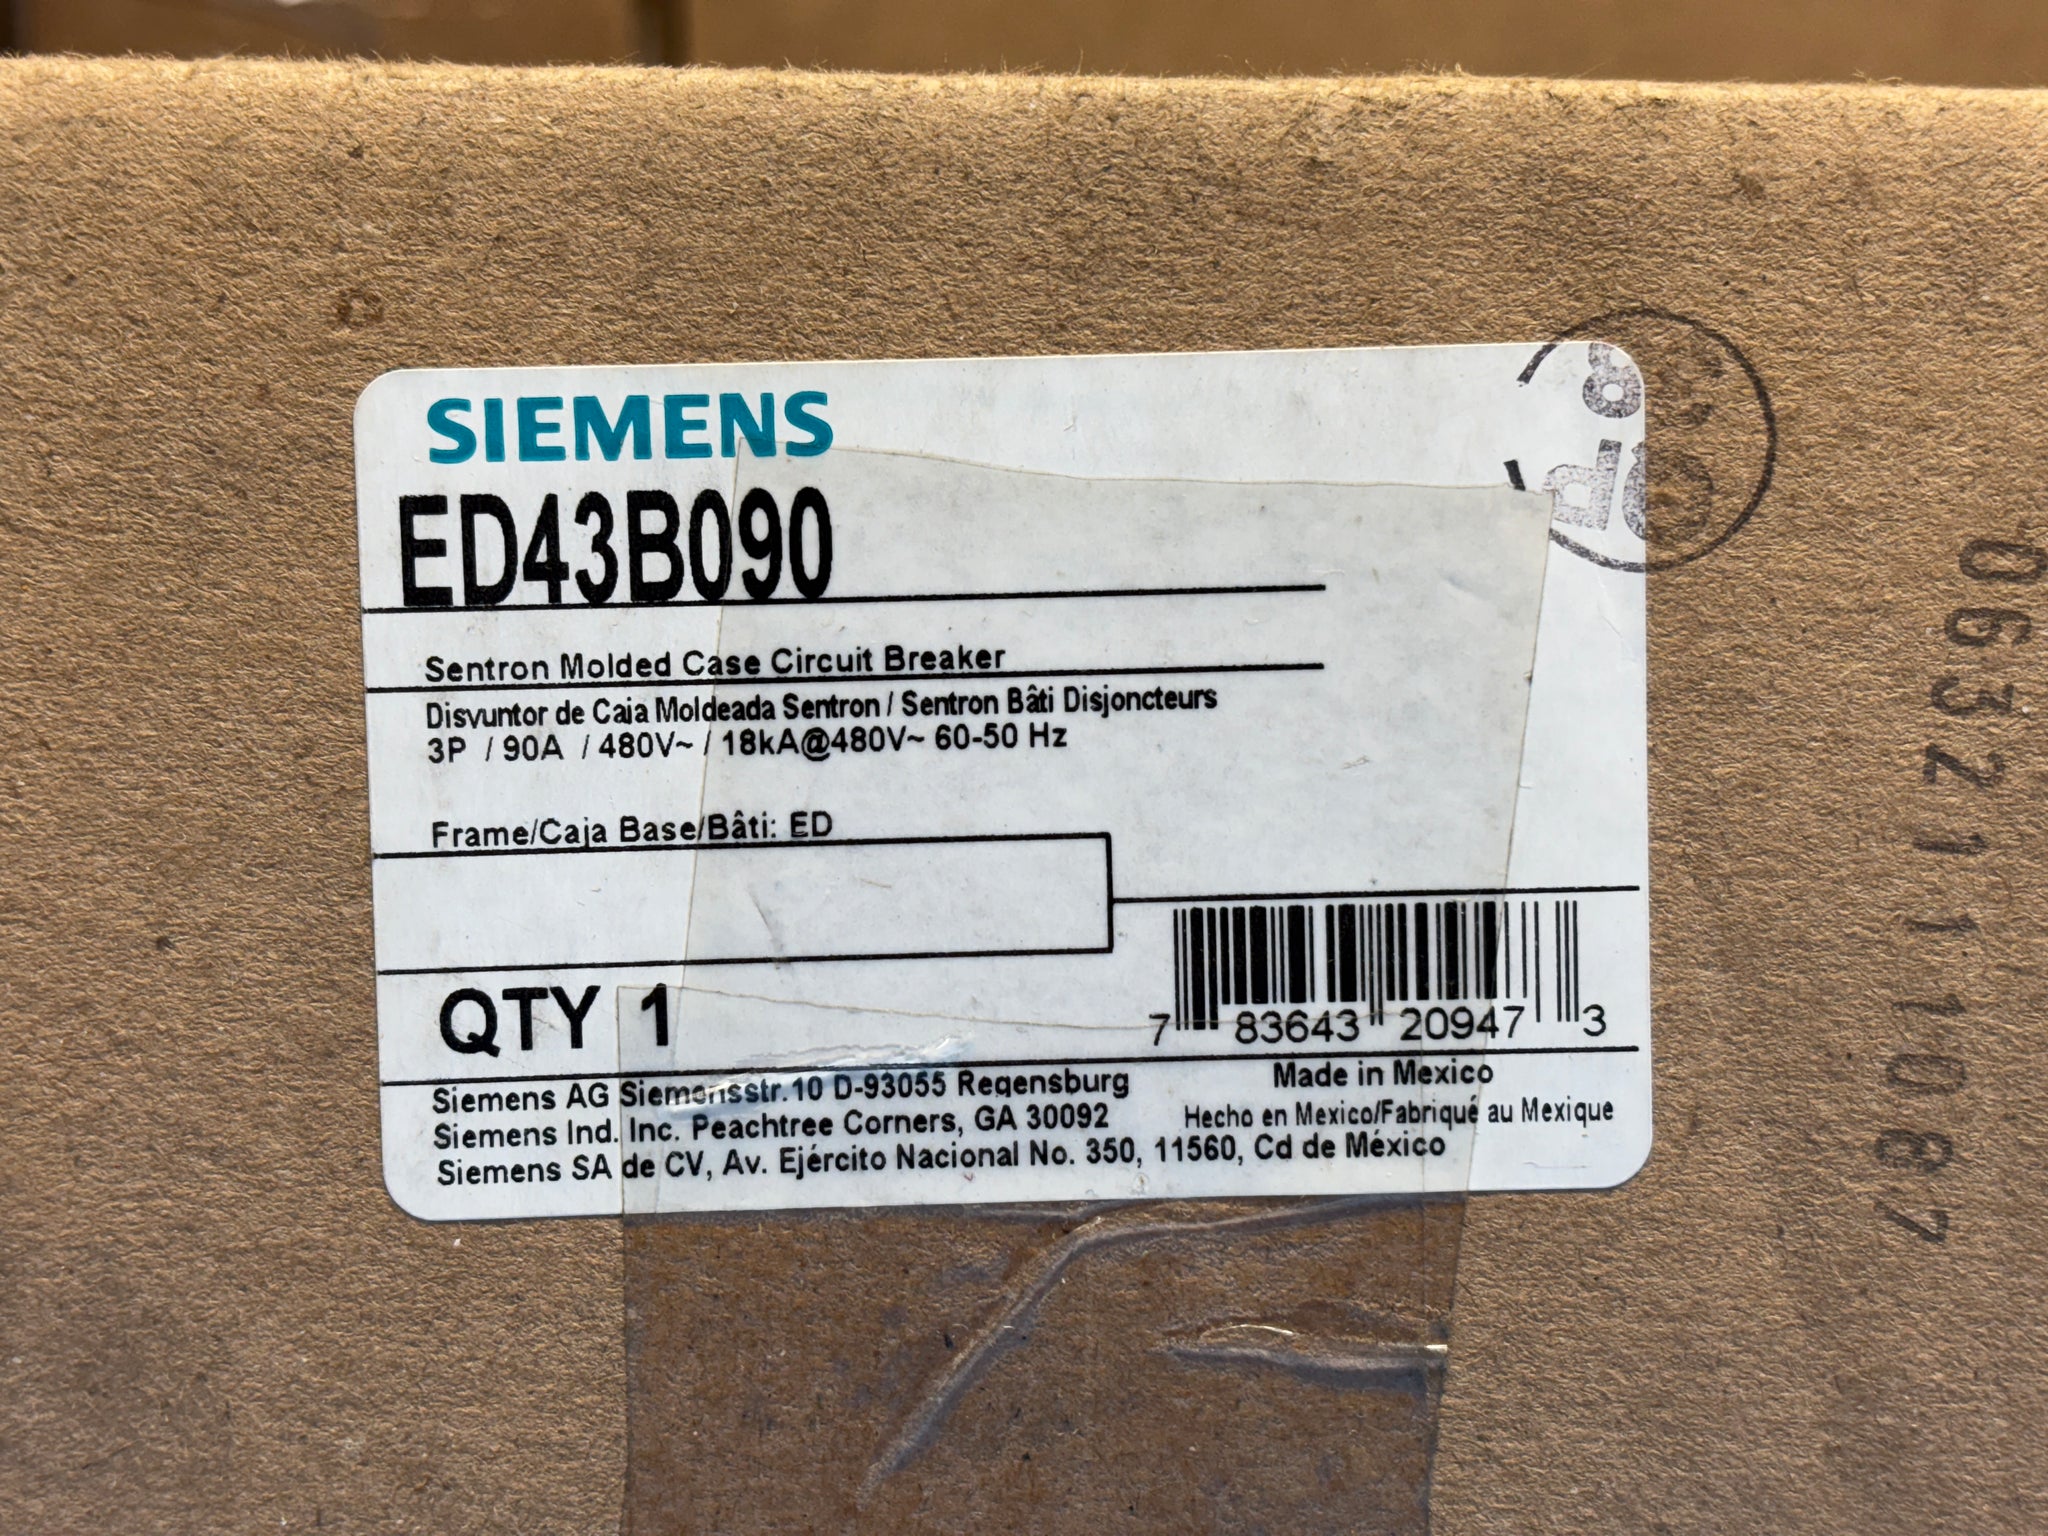 SIEMENS
ED43B090
Sentron Molded Case Circuit Breaker
Disvuntor de Caia Moldeada Sentron / Sentron Bâti Disjoncteurs
3P / 90A / 480V~ / 18kA@480V~ 60-50 Hz
Frame/Caja Base/Bâti: ED
QTY 1
7 83643 20947 3
Siemens AG Siemensstr.10 D-93055 Regensburg
Siemens Ind. Inc. Peachtree Corners, GA 30092
Siemens SA de CV, Av. Ejército Nacional No. 350, 11560, Cd de México
Made in Mexico
Hecho en Mexico/Fabriqué au Mexique
0632111087